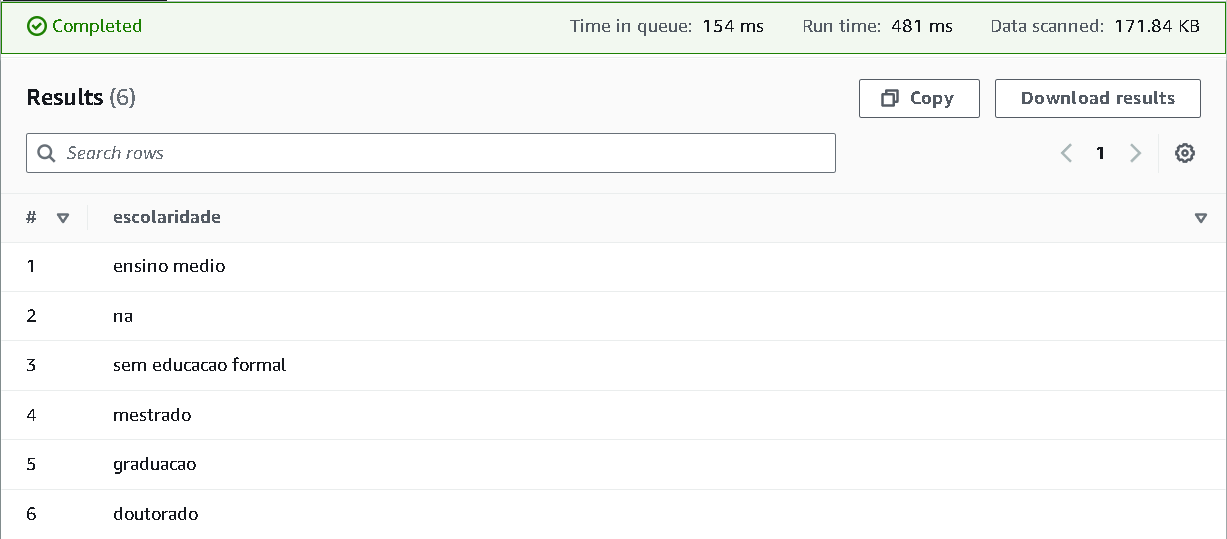 Completed Time in queue: 154 ms Run time: 481 ms Data scanned: 171.84 KB
Results (6) Copy Download results
Search rows 1
# escolaridade
1 ensino medio
2 na
3 sem educacao formal
4 mestrado
5 graduacao
6 doutorado